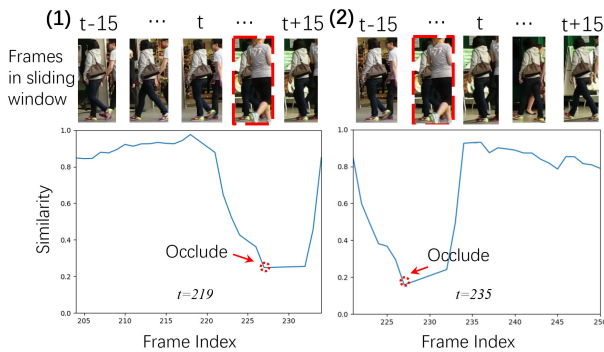 (1) t-15 ... t t+15
(2) t-15 ... t ... t+15
Frames
in sliding
window
77
1.0
0.8
0.6
0.4
0.2
0.0
Similarity
Occlude
t=219
205 210 215 220 225 230
Frame Index
1.0
0.8
0.6
0.4
0.2
0.0
Occlude
t=235
225 230 235 240 245 250
Frame Index